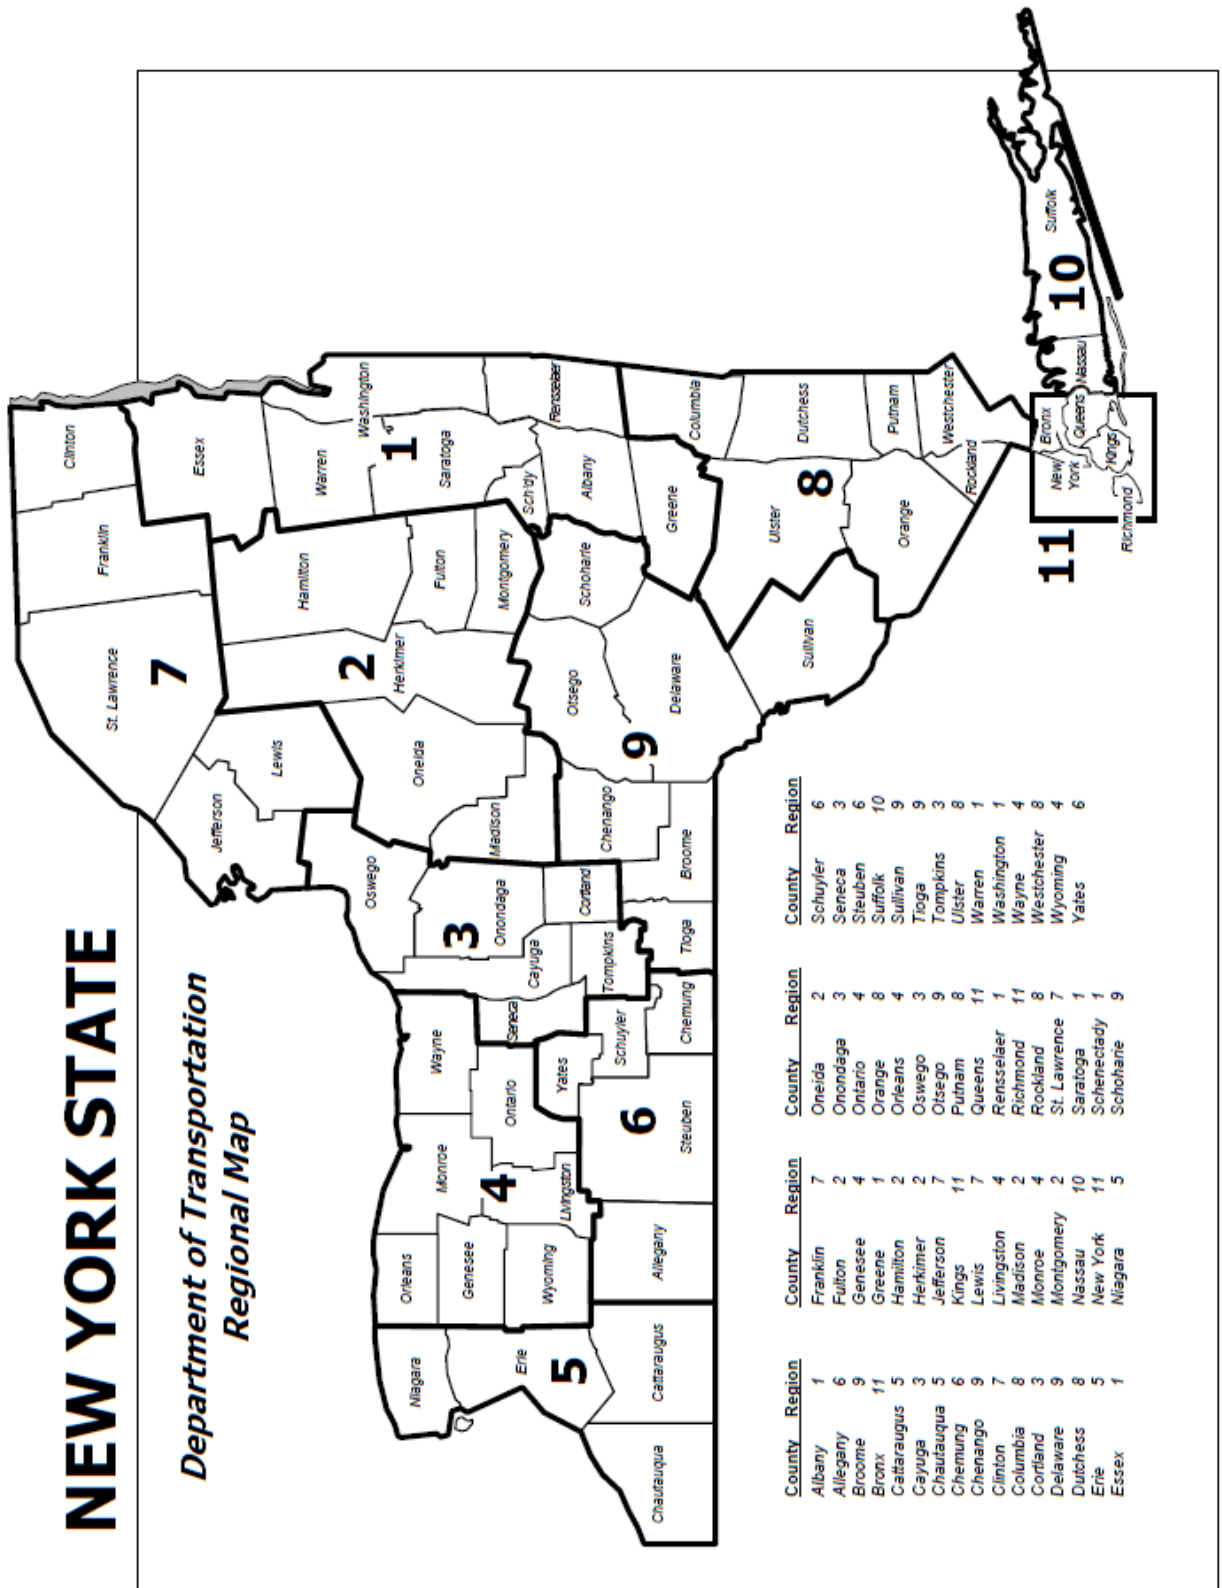 NEW YORK STATE
Department of Transportation
Regional Map
Clinton
Franklin
St. Lawrence
7
Jefferson
Lewis
Essex
Hamilton
Warren
Washington
Herkimer
2
1
Saratoga
Fulton
Oneida
Oswego
Montgomery
Sch'dy
Rensselaer
Albany
Schoharie
Otsego
Madison
Onondaga
3
Cayuga
Cortland
Chenango
9
Delaware
Greene
Columbia
Wayne
Seneca
Tompkins
Monroe
Ontario
Yates
Schuyler
Orleans
Genesee
4
Livingston
Wyoming
Niagara
Erie
5
6
Steuben
Chemung
Tioga
Broome
Allegany
Cattaraugus
Chautauqua
Ulster
8
Dutchess
Sullivan
Orange
Putnam
Rockland
Westchester
11
New
York
Bronx
Queens
Kings
Richmond
Nassau
10
Suffolk
County Region
Albany 1
Allegany 6
Broome 9
Bronx 11
Cattaraugus 5
Cayuga 3
Chautauqua 5
Chemung 6
Chenango 9
Clinton 7
Columbia 8
Cortland 3
Delaware 9
Dutchess 8
Erie 5
Essex 1
County Region
Franklin 7
Fulton 2
Genesee 4
Greene 1
Hamilton 2
Herkimer 2
Jefferson 7
Kings 11
Lewis 7
Livingston 4
Madison 2
Monroe 4
Montgomery 2
Nassau 10
New York 11
Niagara 5
County Region
Oneida 2
Onondaga 3
Ontario 4
Orange 8
Orleans 4
Oswego 3
Otsego 9
Putnam 8
Queens 11
Rensselaer 1
Richmond 11
Rockland 8
St. Lawrence 7
Saratoga 1
Schenectady 1
Schoharie 9
County Region
Schuyler 6
Seneca 3
Steuben 6
Suffolk 10
Sullivan 9
Tioga 9
Tompkins 3
Ulster 8
Warren 1
Washington 1
Wayne 4
Westchester 8
Wyoming 4
Yates 6